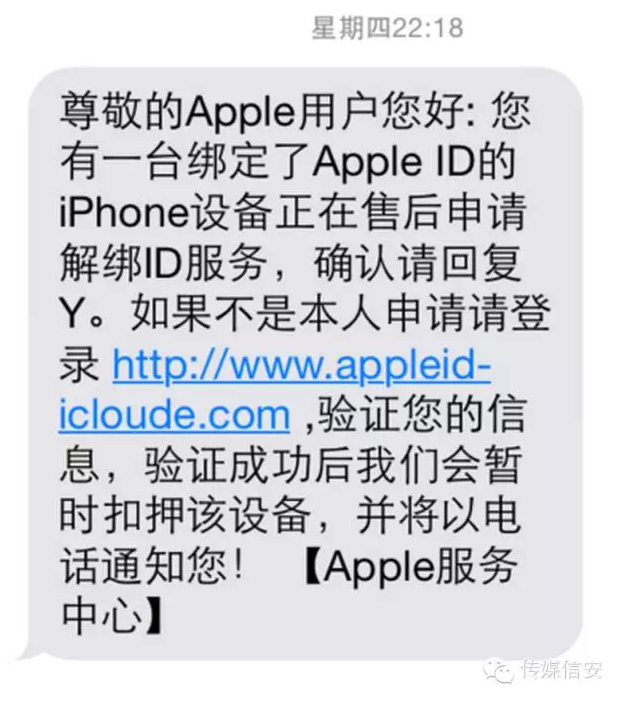 星期四22:18
尊敬的Apple用户您好: 您
有一台绑定了Apple ID的
iPhone设备正在售后申请
解绑ID服务，确认请回复
Y。如果不是本人申请请登
录 http://www.appleid-
icloude.com ,验证您的信
息，验证成功后我们会暂
时扣押该设备，并将以电
话通知您！ 【Apple服务
中心】
传媒信安